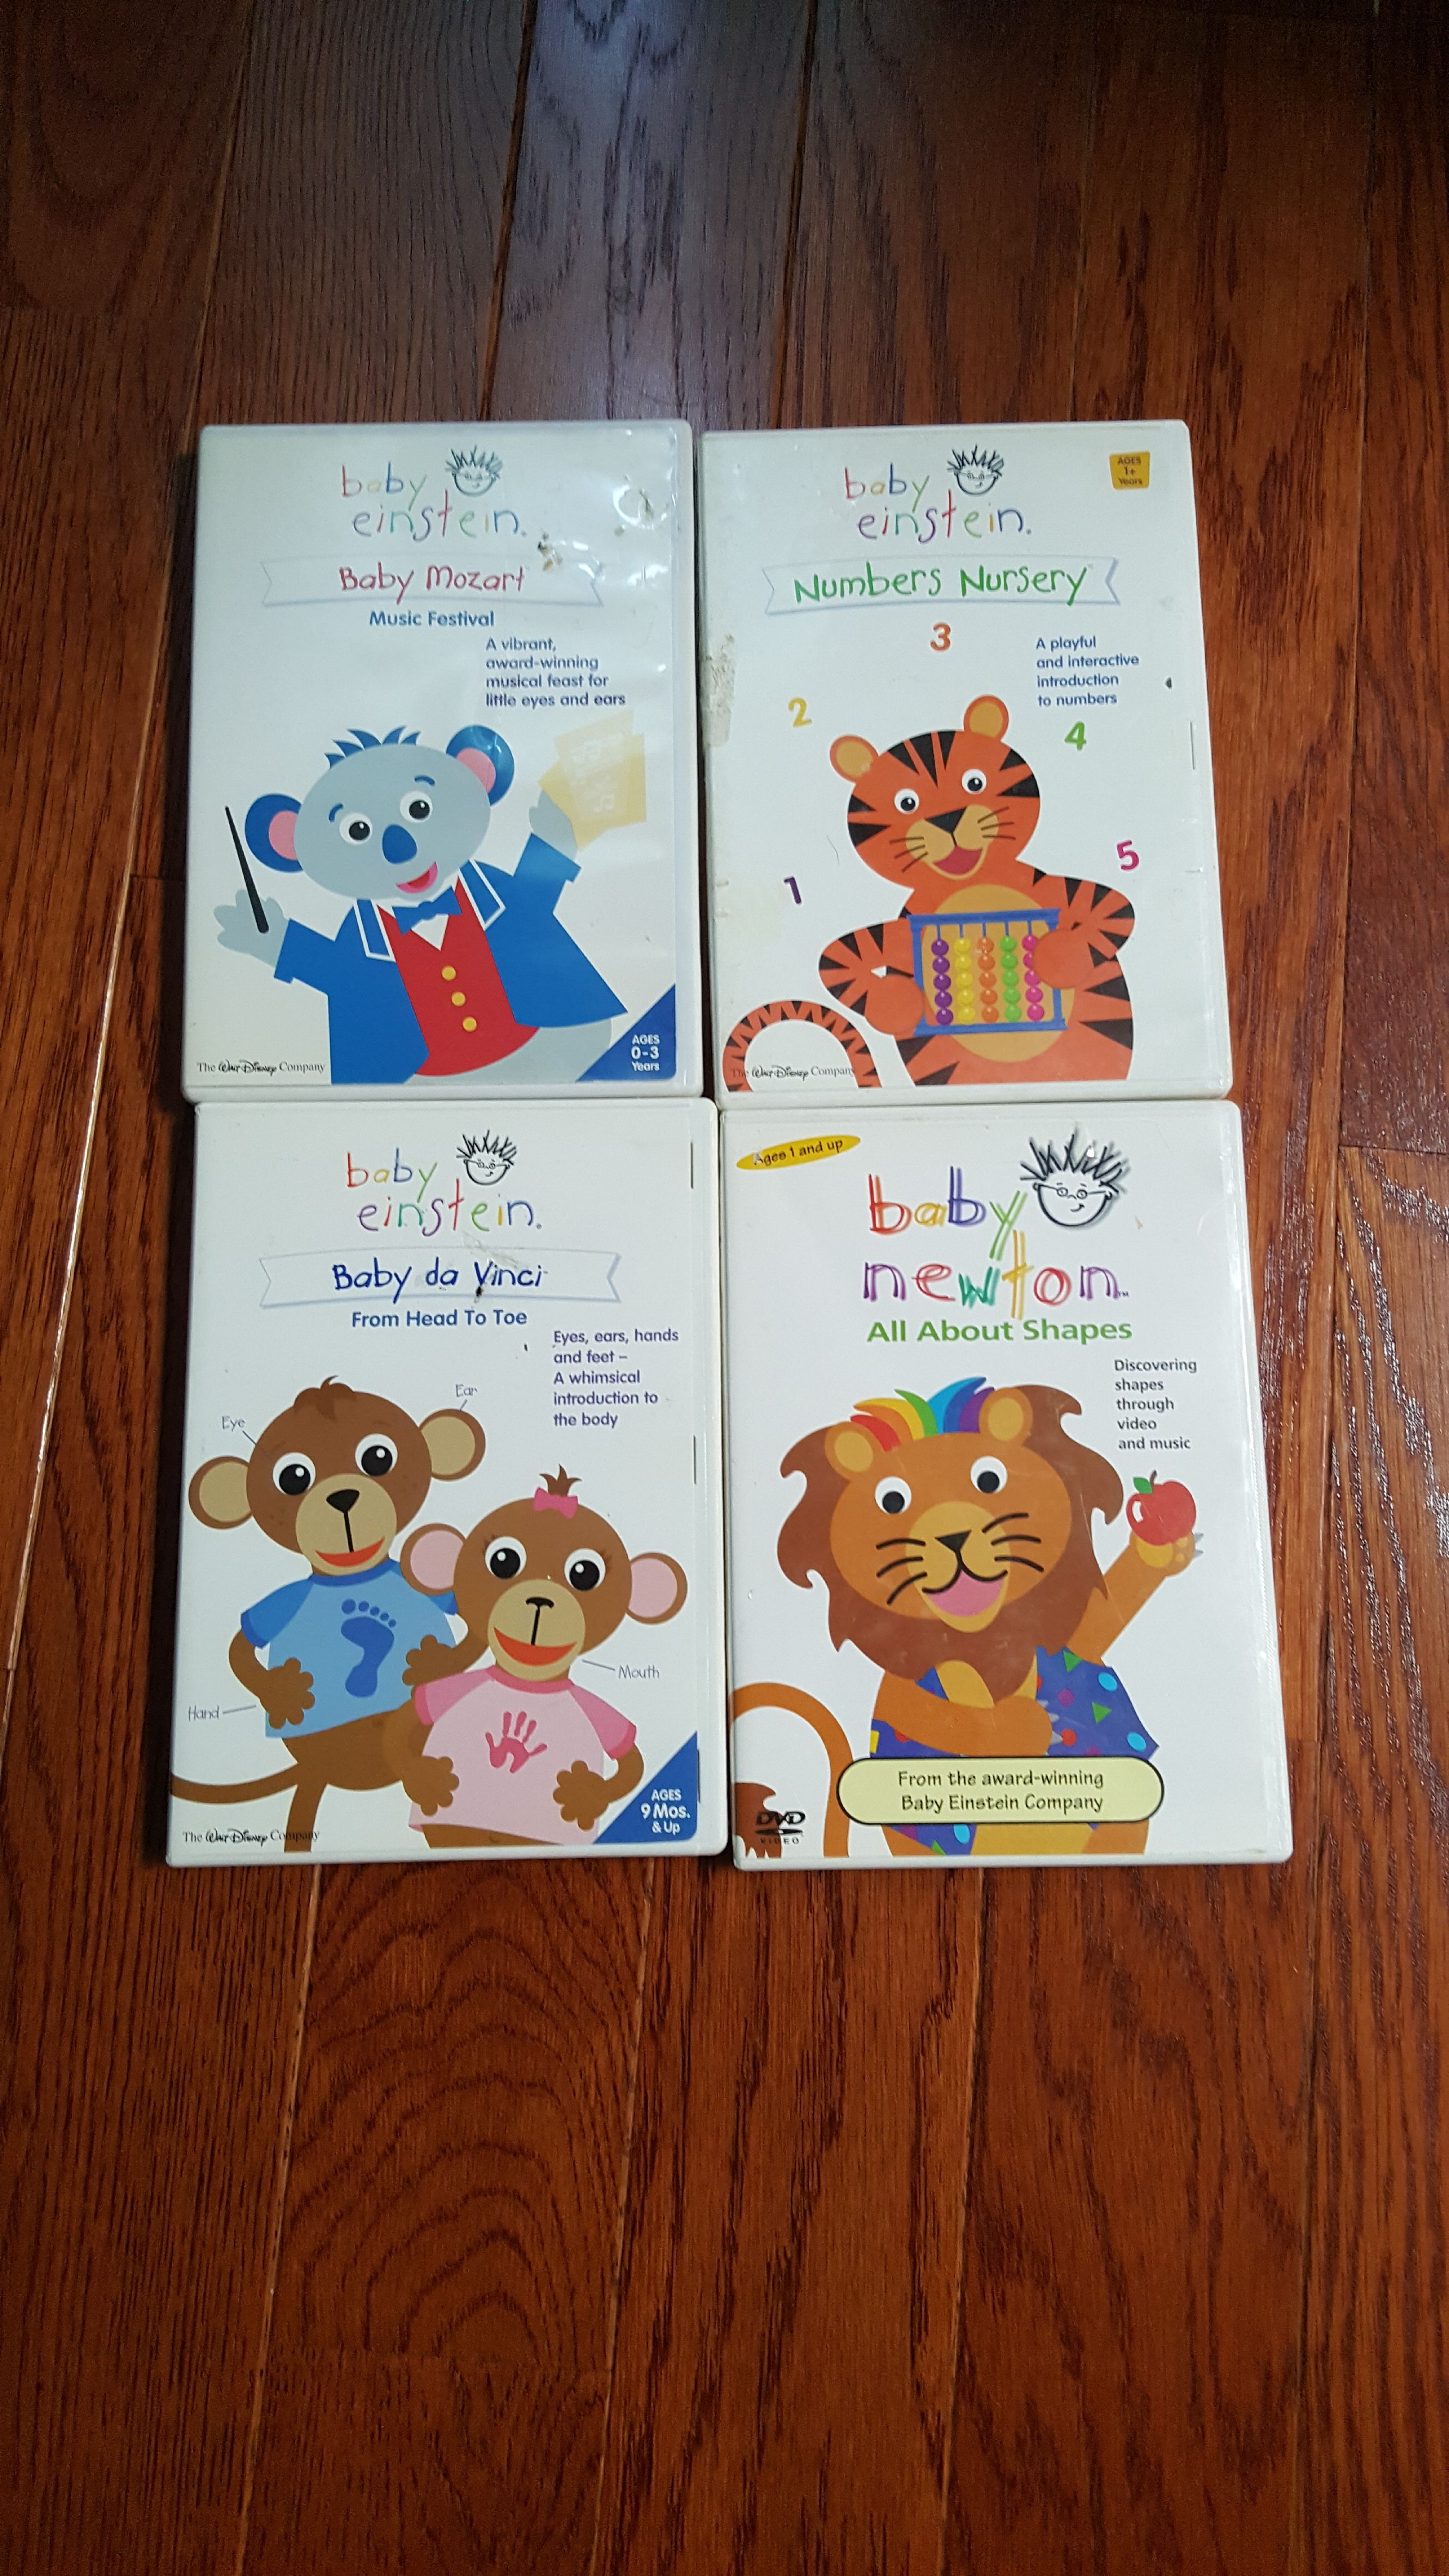 baby
einstein.
Baby Mozart
Music Festival
A vibrant,
award-winning
musical feast for
little eyes and ears
The Walt Disney Company
AGES
0-3
Years
baby
einstein.
AGES
1+
Years
Numbers Nursery
A playful
and interactive
introduction
to numbers
3
2
4
5
1
The Walt Disney Company
baby
einstein.
Baby da Vinci
From Head To Toe
Eyes, ears, hands
and feet –
A whimsical
introduction to
the body
Ear
Eye
Mouth
Hand
AGES
9 Mos.
& Up
The Walt Disney Company
Ages 1 and up
baby
newton
All About Shapes
Discovering
shapes
through
video
and music
From the award-winning
Baby Einstein Company
DVD
VIDEO